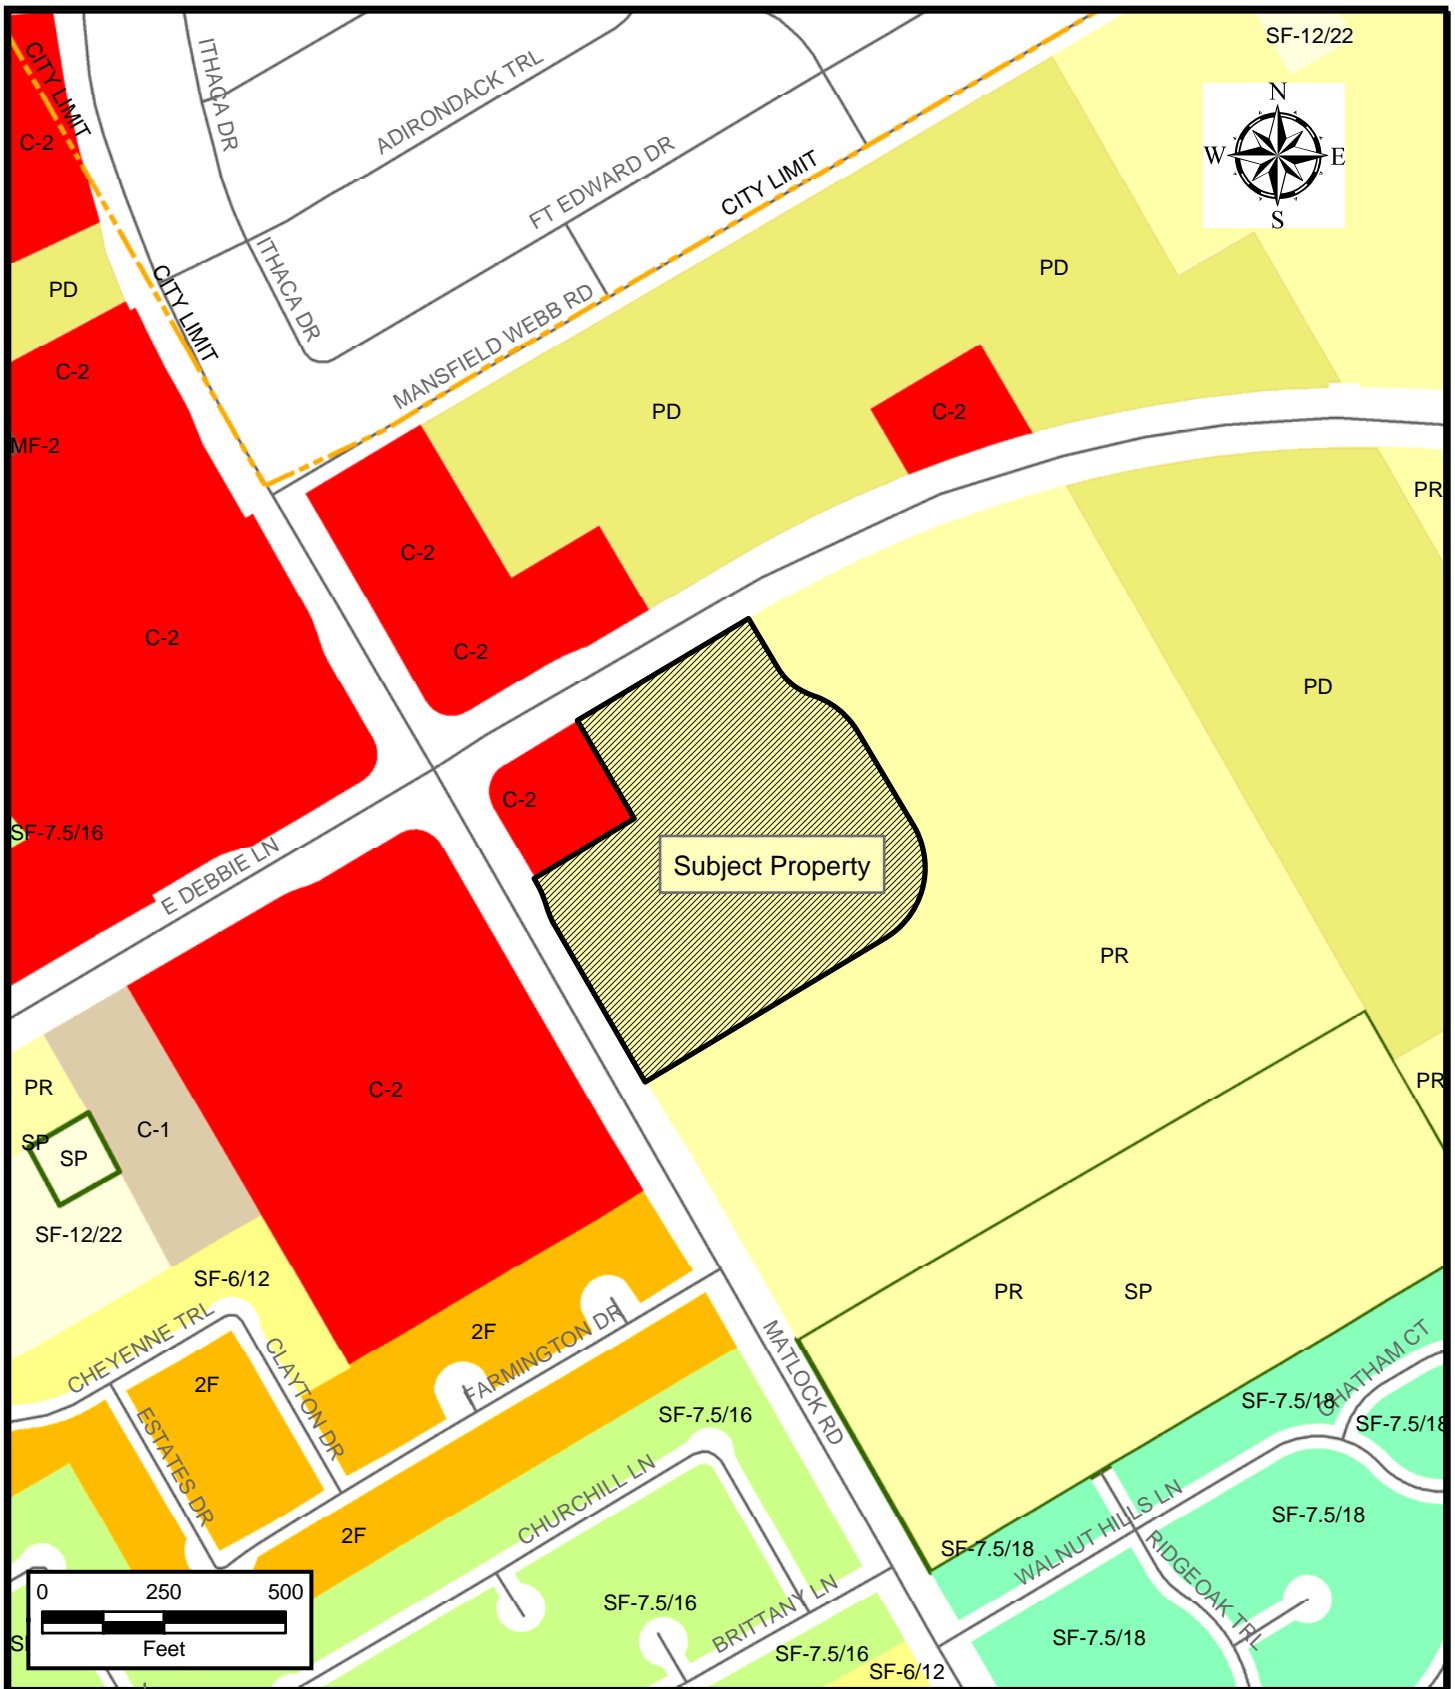 SF-12/22
N
W
E
S
CITY LIMIT
ITHACA DR
ADIRONDACK TRL
C-2
FT EDWARD DR
CITY LIMIT
ITHACA DR
PD
PD
CITY LIMIT
MANSFIELD WEBB RD
C-2
PD
C-2
MF-2
PR
C-2
C-2
C-2
PD
C-2
SF-7.5/16
E DEBBIE LN
Subject Property
PR
PR
C-2
PR
C-1
SP
SP
SF-12/22
SF-6/12
PR
SP
CHEYENNE TRL
CLAYTON DR
2F
FARMINGTON DR
MATLOCK RD
2F
ESTATES DR
SF-7.5/16
CHATHAM CT
SF-7.5/18
SF-7.5/18
CHURCHILL LN
2F
SF-7.5/18
WALNUT HILLS LN
SF-7.5/18
RIDGEOAK TRL
0 250 500
Feet
SF-7.5/16
BRITTANY LN
SF-7.5/16
SF-7.5/18
SF-6/12